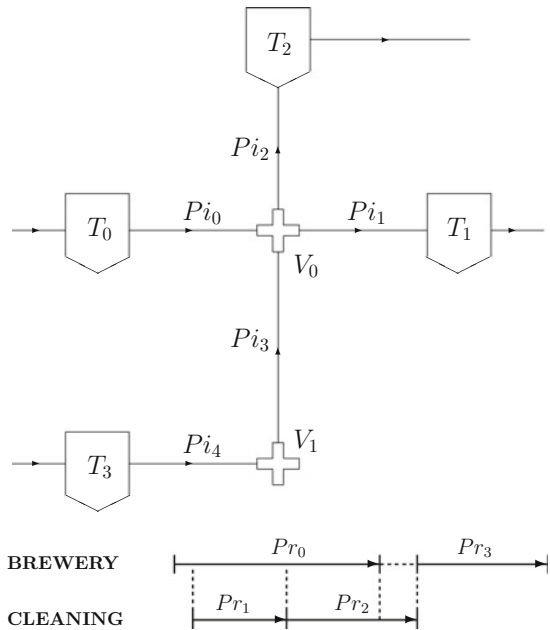 T₂
Pi₂
Pi₀ Pi₁
T₀ T₁
V₀
Pi₃
Pi₄ V₁
T₃
BREWERY Pr₀ Pr₃
CLEANING Pr₁ Pr₂